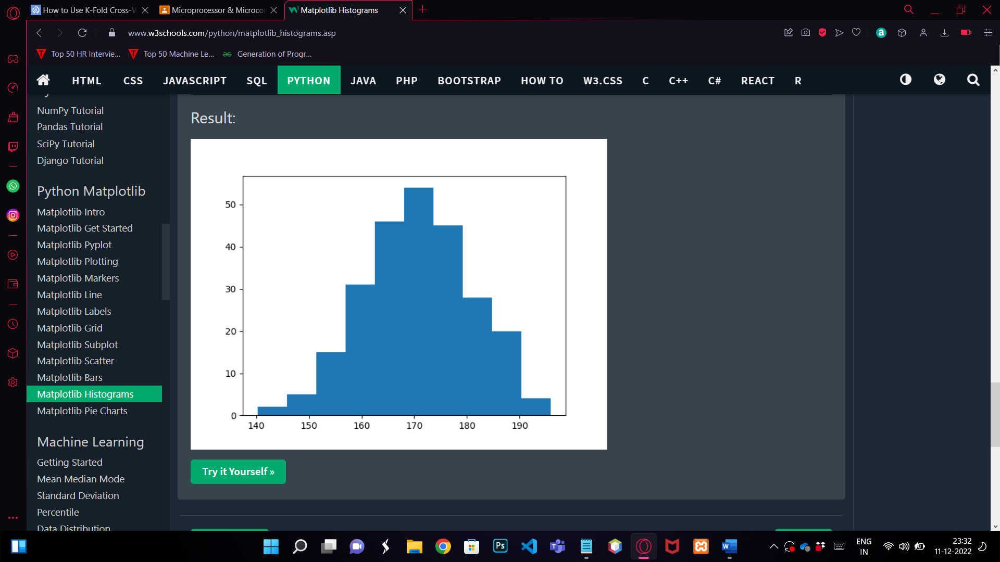 How to Use K-Fold Cross-V
Microprocessor & Microco
Matplotlib Histograms
www.w3schools.com/python/matplotlib_histograms.asp
Top 50 HR Intervie...
Top 50 Machine Le...
Generation of Progr...
HTML CSS JAVASCRIPT SQL PYTHON JAVA PHP BOOTSTRAP HOW TO W3.CSS C C++ C# REACT R
NumPy Tutorial
Pandas Tutorial
SciPy Tutorial
Django Tutorial
Python Matplotlib
Matplotlib Intro
Matplotlib Get Started
Matplotlib Pyplot
Matplotlib Plotting
Matplotlib Markers
Matplotlib Line
Matplotlib Labels
Matplotlib Grid
Matplotlib Subplot
Matplotlib Scatter
Matplotlib Bars
Matplotlib Histograms
Matplotlib Pie Charts
Machine Learning
Getting Started
Mean Median Mode
Standard Deviation
Percentile
Data Distribution
Result:
50
40
30
20
10
0
140 150 160 170 180 190
Try it Yourself »
Ps
ENG
IN
23:32
11-12-2022